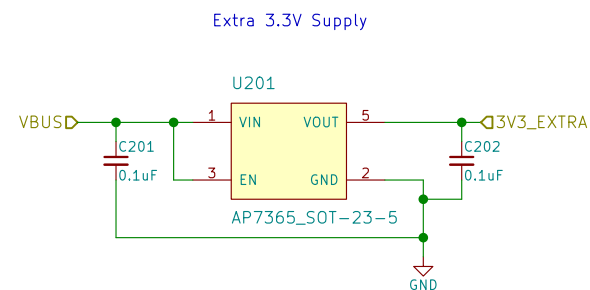 Extra 3.3V Supply
U201
VBUS
1
VIN
VOUT
5
3V3_EXTRA
C201
0.1uF
3
EN
GND
2
C202
0.1uF
AP7365_SOT-23-5
GND